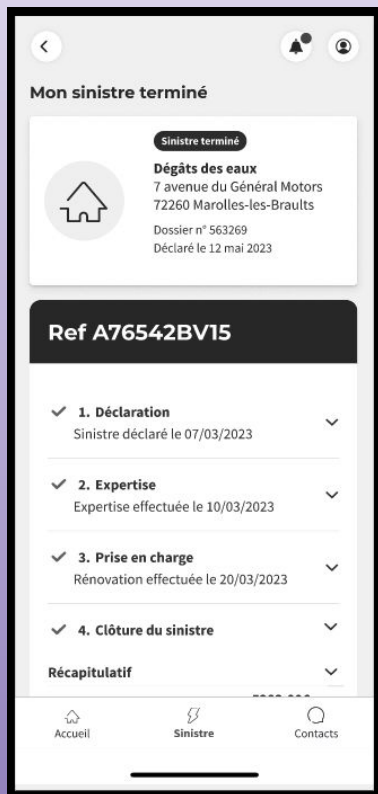 Mon sinistre terminé
Sinistre terminé
Dégâts des eaux
7 avenue du Général Motors
72260 Marolles-les-Braults
Dossier n° 563269
Déclaré le 12 mai 2023
Ref A76542BV15
1. Déclaration
Sinistre déclaré le 07/03/2023
2. Expertise
Expertise effectuée le 10/03/2023
3. Prise en charge
Rénovation effectuée le 20/03/2023
4. Clôture du sinistre
Récapitulatif
Accueil
Sinistre
Contacts